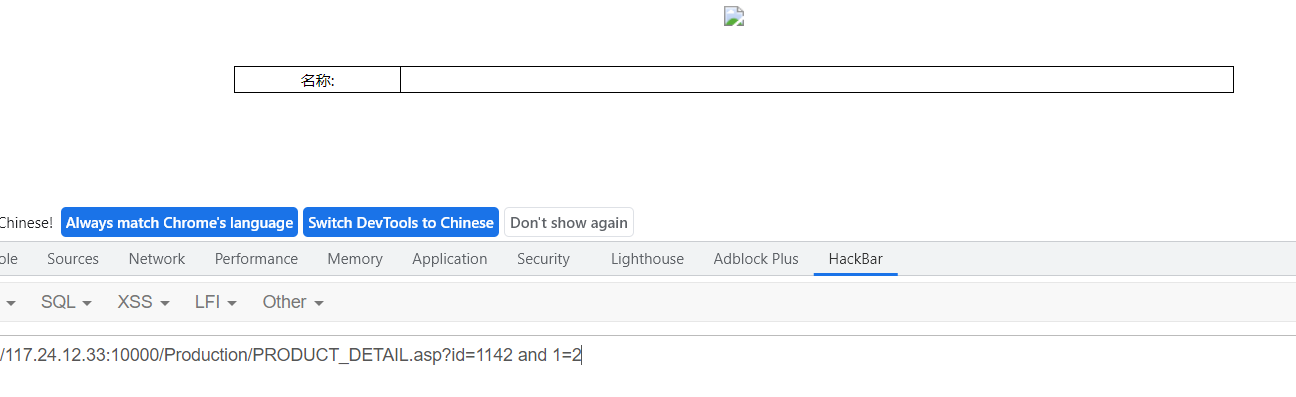 名称:
Chinese! Always match Chrome's language Switch DevTools to Chinese Don't show again
ole Sources Network Performance Memory Application Security Lighthouse Adblock Plus HackBar
SQL XSS LFI Other
/117.24.12.33:10000/Production/PRODUCT_DETAIL.asp?id=1142 and 1=2